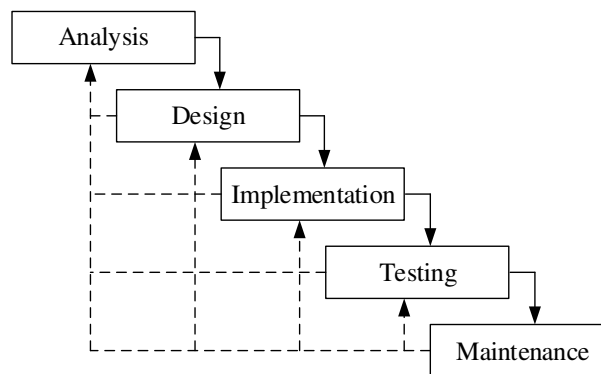 Analysis
Design
Implementation
Testing
Maintenance